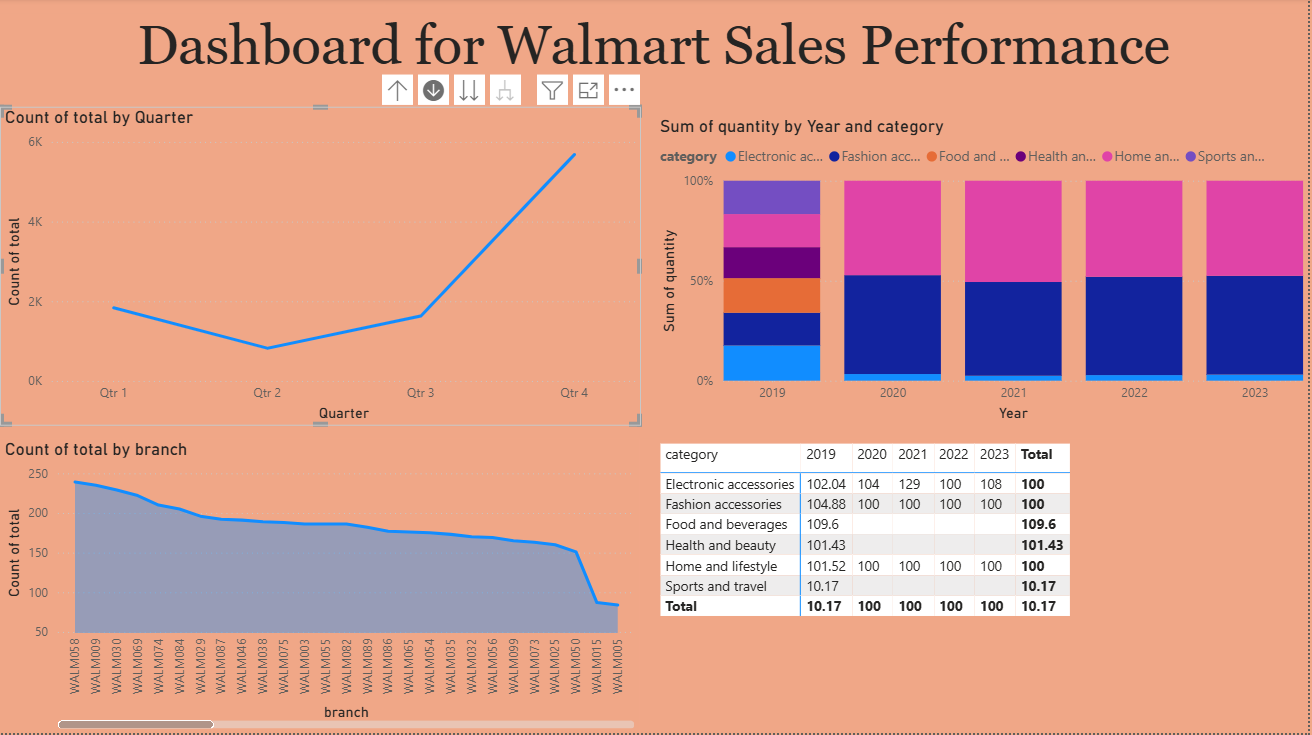 Dashboard for Walmart Sales Performance
Count of total by Quarter
6K
4K
2K
0K
Count of total
Qtr 1 Qtr 2 Qtr 3 Qtr 4
Quarter
Sum of quantity by Year and category
category Electronic ac... Fashion acc... Food and ... Health an... Home an... Sports an...
100%
50%
0%
Sum of quantity
2019 2020 2021 2022 2023
Year
Count of total by branch
250
200
150
100
50
Count of total
WALM058 WALM009 WALM030 WALM069 WALM074 WALM084 WALM029 WALM087 WALM046 WALM038 WALM075 WALM003 WALM055 WALM082 WALM089 WALM086 WALM065 WALM054 WALM035 WALM032 WALM056 WALM099 WALM073 WALM025 WALM050 WALM015 WALM005
branch
category 2019 2020 2021 2022 2023 Total
Electronic accessories 102.04 104 129 100 108 100
Fashion accessories 104.88 100 100 100 100 100
Food and beverages 109.6 109.6
Health and beauty 101.43 101.43
Home and lifestyle 101.52 100 100 100 100 100
Sports and travel 10.17 10.17
Total 10.17 100 100 100 100 10.17